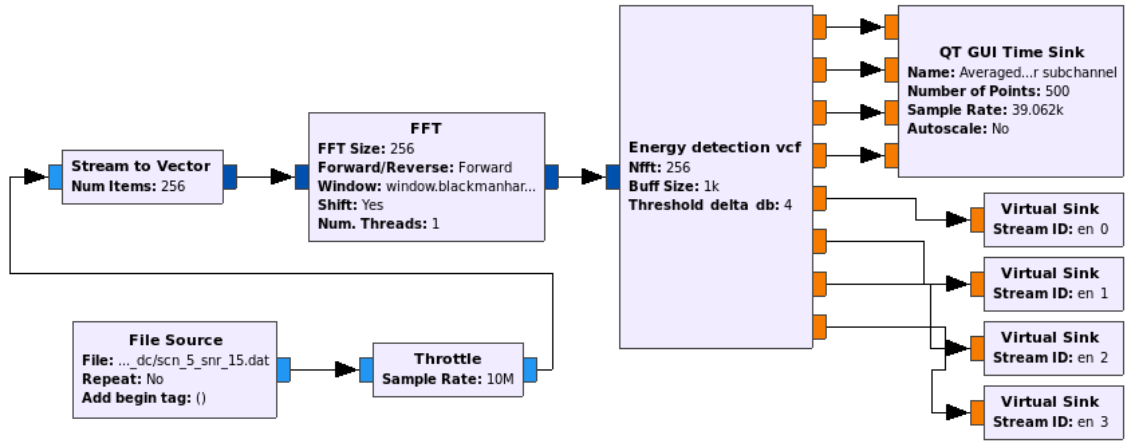 QT GUI Time Sink
Name: Averaged...r subchannel
Number of Points: 500
Sample Rate: 39.062k
Autoscale: No
FFT
FFT Size: 256
Forward/Reverse: Forward
Window: window.blackmanhar...
Shift: Yes
Num. Threads: 1
Stream to Vector
Num Items: 256
Energy detection vcf
Nfft: 256
Buff Size: 1k
Threshold delta db: 4
Virtual Sink
Stream ID: en 0
Virtual Sink
Stream ID: en 1
Virtual Sink
Stream ID: en 2
Virtual Sink
Stream ID: en 3
File Source
File: ..._dc/scn_5_snr_15.dat
Repeat: No
Add begin tag: ()
Throttle
Sample Rate: 10M